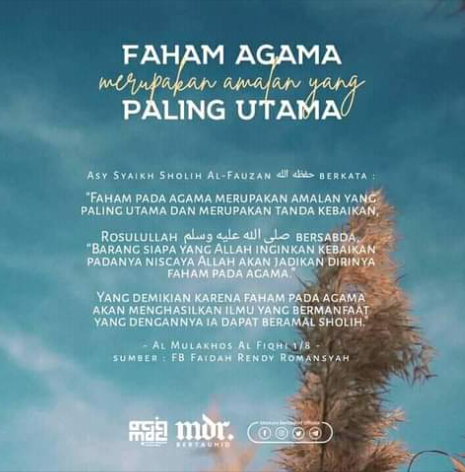 FAHAM AGAMA
merupakan amalan yang
PALING UTAMA
ASY SYAIKH SHOLIH AL-FAUZAN حفظه الله BERKATA :
“FAHAM PADA AGAMA MERUPAKAN AMALAN YANG
PALING UTAMA DAN MERUPAKAN TANDA KEBAIKAN,
ROSULULLAH صلى الله عليه وسلم BERSABDA,
“BARANG SIAPA YANG ALLAH INGINKAN KEBAIKAN
PADANYA NISCAYA ALLAH AKAN JADIKAN DIRINYA
FAHAM PADA AGAMA.”
YANG DEMIKIAN KARENA FAHAM PADA AGAMA
AKAN MENGHASILKAN ILMU YANG BERMANFAAT
YANG DENGANNYA IA DAPAT BERAMAL SHOLIH.”
- AL MULAKHOS AL FIQHI 1/8 -
SUMBER : FB FAIDAH RENDY ROMANSYAH
mdr.
BERTAUHID